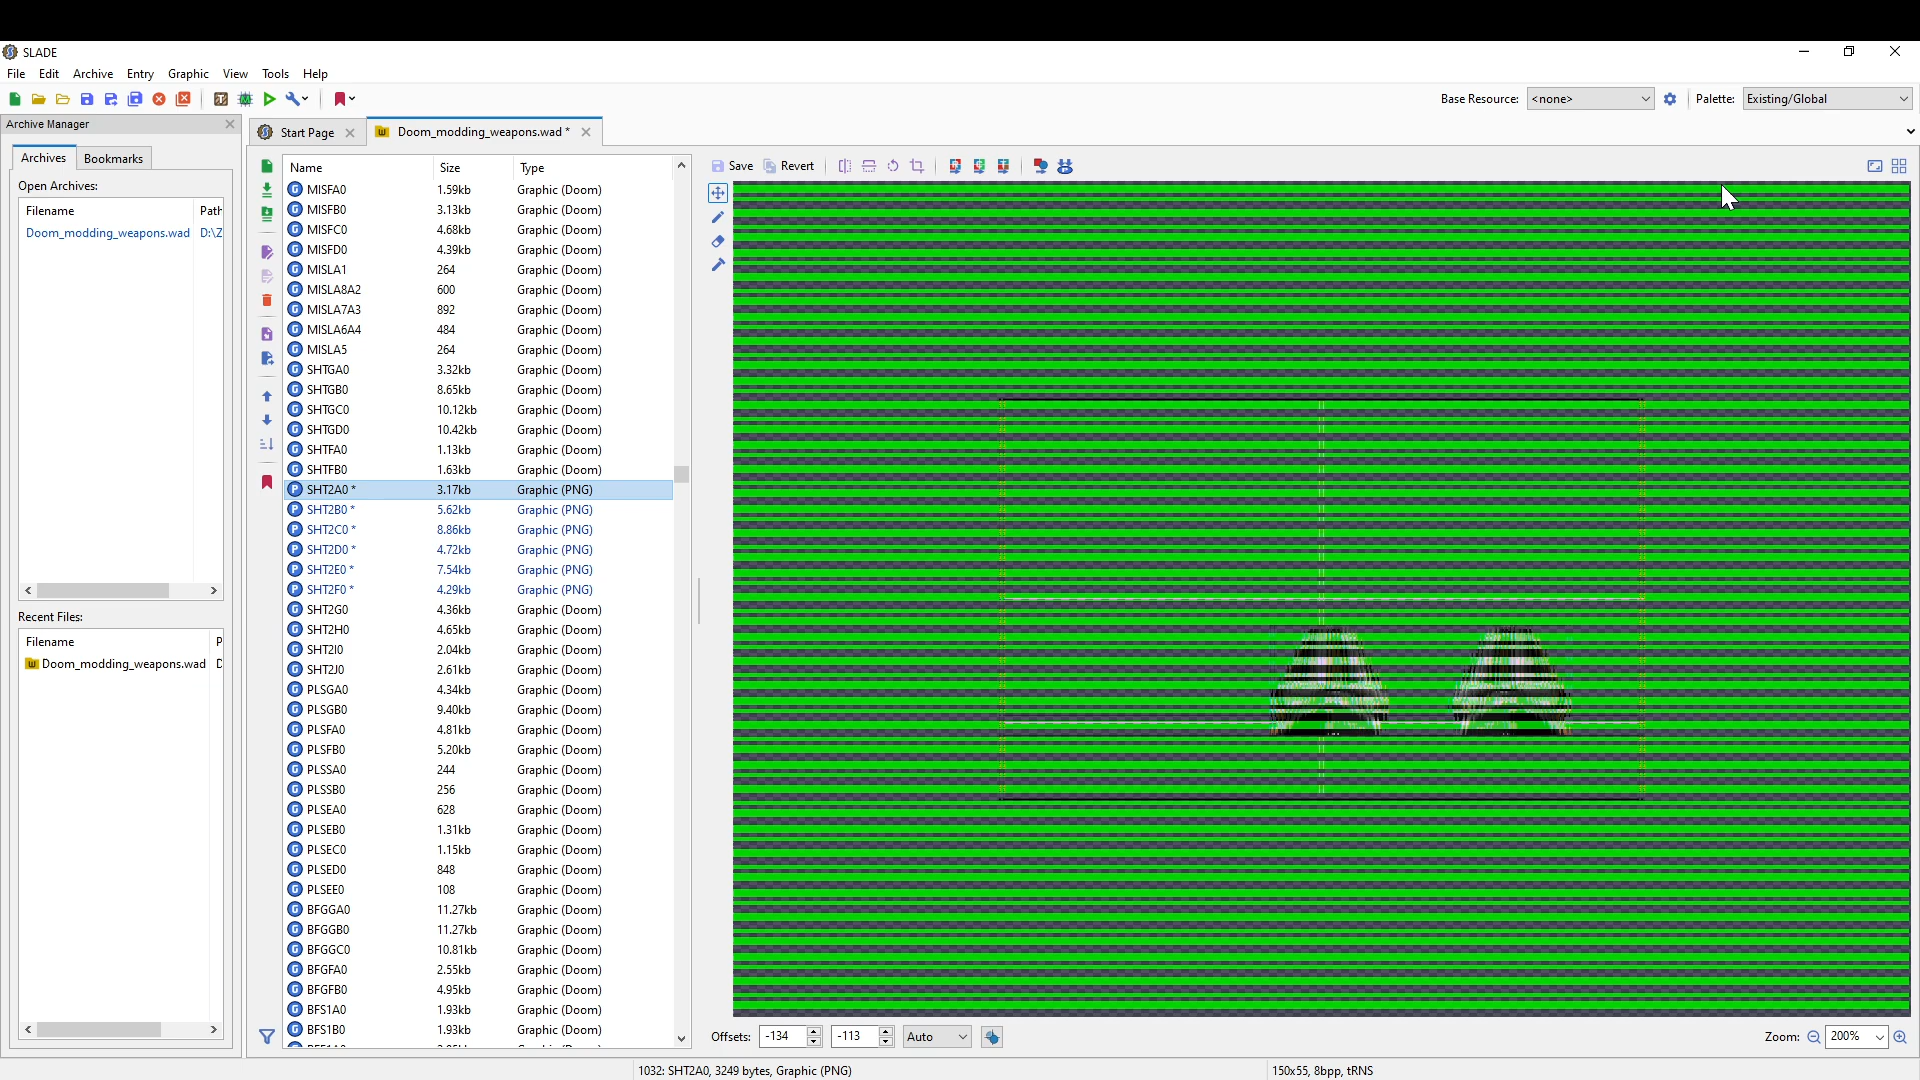 SLADE
File Edit Archive Entry Graphic View Tools Help
Base Resource: <none> Palette: Existing/Global
Archive Manager
Start Page Doom_modding_weapons.wad *
Archives Bookmarks
Open Archives:
Filename Path
Doom_modding_weapons.wad D:\Z
Recent Files:
Filename P
Doom_modding_weapons.wad D
Name Size Type
MISFA0 1.59kb Graphic (Doom)
MISFB0 3.13kb Graphic (Doom)
MISFC0 4.68kb Graphic (Doom)
MISFD0 4.39kb Graphic (Doom)
MISLA1 264 Graphic (Doom)
MISLA8A2 600 Graphic (Doom)
MISLA7A3 892 Graphic (Doom)
MISLA6A4 484 Graphic (Doom)
MISLA5 264 Graphic (Doom)
SHTGA0 3.32kb Graphic (Doom)
SHTGB0 8.65kb Graphic (Doom)
SHTGC0 10.12kb Graphic (Doom)
SHTGD0 10.42kb Graphic (Doom)
SHTFA0 1.13kb Graphic (Doom)
SHTFB0 1.63kb Graphic (Doom)
SHT2A0 * 3.17kb Graphic (PNG)
SHT2B0 * 5.62kb Graphic (PNG)
SHT2C0 * 8.86kb Graphic (PNG)
SHT2D0 * 4.72kb Graphic (PNG)
SHT2E0 * 7.54kb Graphic (PNG)
SHT2F0 * 4.29kb Graphic (PNG)
SHT2G0 4.36kb Graphic (Doom)
SHT2H0 4.65kb Graphic (Doom)
SHT2I0 2.04kb Graphic (Doom)
SHT2J0 2.61kb Graphic (Doom)
PLSGA0 4.34kb Graphic (Doom)
PLSGB0 9.40kb Graphic (Doom)
PLSFA0 4.81kb Graphic (Doom)
PLSFB0 5.20kb Graphic (Doom)
PLSSA0 244 Graphic (Doom)
PLSSB0 256 Graphic (Doom)
PLSEA0 628 Graphic (Doom)
PLSEB0 1.31kb Graphic (Doom)
PLSEC0 1.15kb Graphic (Doom)
PLSED0 848 Graphic (Doom)
PLSEE0 108 Graphic (Doom)
BFGGA0 11.27kb Graphic (Doom)
BFGGB0 11.27kb Graphic (Doom)
BFGGC0 10.81kb Graphic (Doom)
BFGFA0 2.55kb Graphic (Doom)
BFGFB0 4.95kb Graphic (Doom)
BFS1A0 1.93kb Graphic (Doom)
BFS1B0 1.93kb Graphic (Doom)
Save Revert
Offsets: -134 -113 Auto Zoom: 200%
1032: SHT2A0, 3249 bytes, Graphic (PNG) 150x55, 8bpp, tRNS